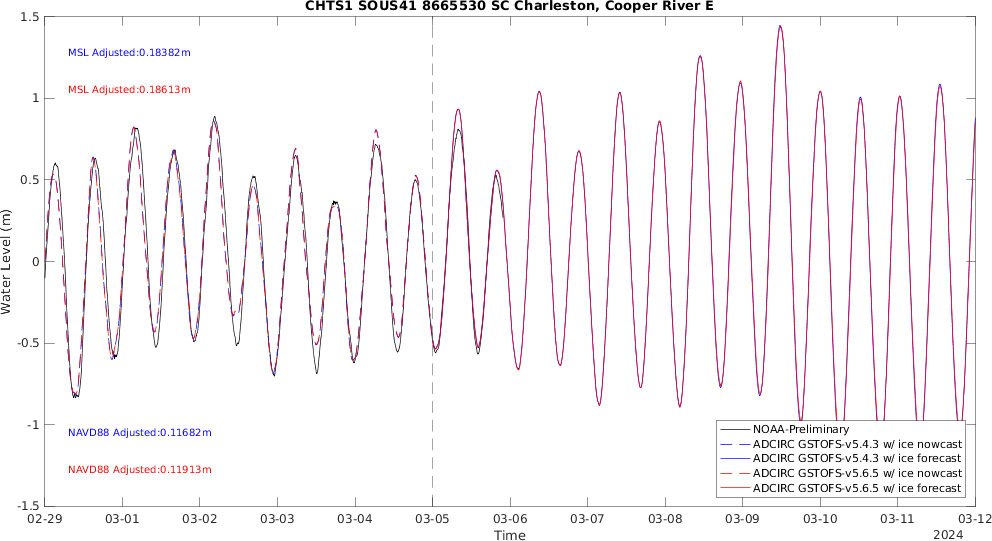 CHTS1 SOUS41 8665530 SC Charleston, Cooper River E
1.5
1
0.5
0
-0.5
-1
-1.5
Water Level (m)
MSL Adjusted:0.18382m
MSL Adjusted:0.18613m
NAVD88 Adjusted:0.11682m
NAVD88 Adjusted:0.11913m
NOAA-Preliminary
ADCIRC GSTOFS-v5.4.3 w/ ice nowcast
ADCIRC GSTOFS-v5.4.3 w/ ice forecast
ADCIRC GSTOFS-v5.6.5 w/ ice nowcast
ADCIRC GSTOFS-v5.6.5 w/ ice forecast
02-29 03-01 03-02 03-03 03-04 03-05 03-06 03-07 03-08 03-09 03-10 03-11 03-12
Time
2024